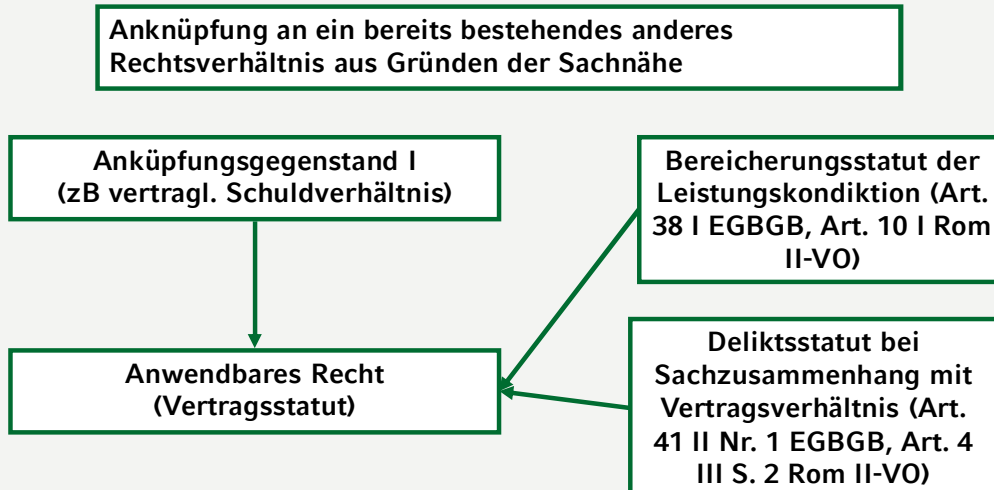 Anknüpfung an ein bereits bestehendes anderes
Rechtsverhältnis aus Gründen der Sachnähe
Anküpfungsgegenstand I
(zB vertragl. Schuldverhältnis)
Bereicherungsstatut der
Leistungskondiktion (Art.
38 I EGBGB, Art. 10 I Rom
II-VO)
Anwendbares Recht
(Vertragsstatut)
Deliktsstatut bei
Sachzusammenhang mit
Vertragsverhältnis (Art.
41 II Nr. 1 EGBGB, Art. 4
III S. 2 Rom II-VO)